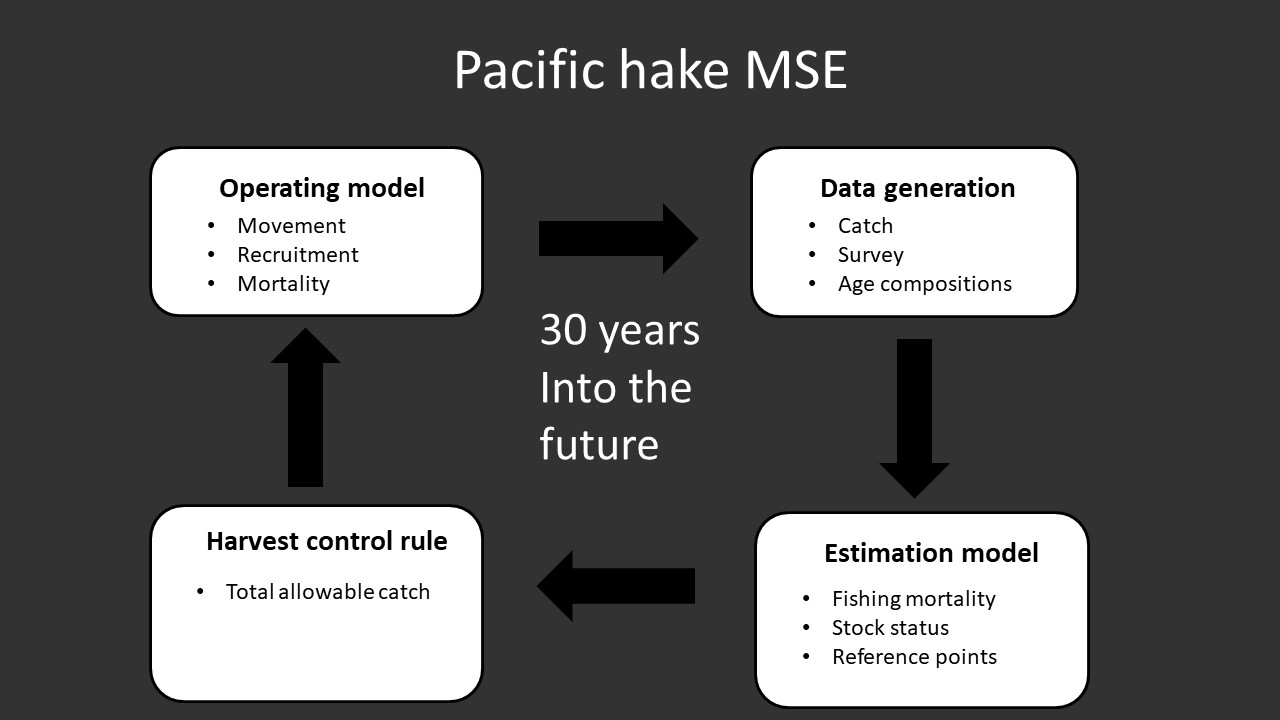 Pacific hake MSE
Operating model
• Movement
• Recruitment
• Mortality
Data generation
• Catch
• Survey
• Age compositions
30 years
Into the
future
Harvest control rule
• Total allowable catch
Estimation model
• Fishing mortality
• Stock status
• Reference points